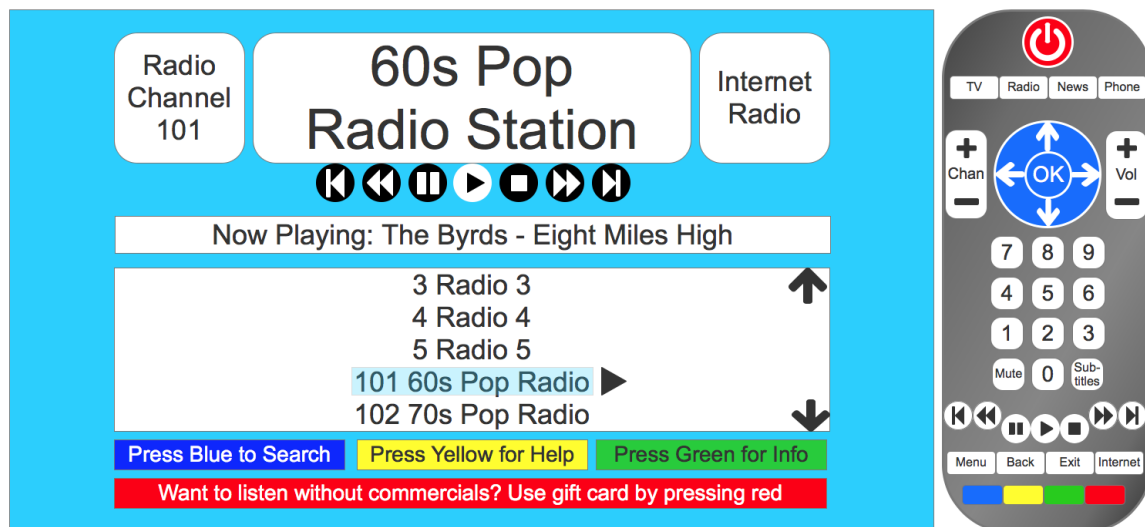 Radio
Channel
101
60s Pop
Radio Station
Internet
Radio
Now Playing: The Byrds - Eight Miles High
3 Radio 3
4 Radio 4
5 Radio 5
101 60s Pop Radio
102 70s Pop Radio
Press Blue to Search
Press Yellow for Help
Press Green for Info
Want to listen without commercials? Use gift card by pressing red
TV Radio News Phone
+ +
Chan OK Vol
- -
7 8 9
4 5 6
1 2 3
Mute 0 Sub-
titles
Menu Back Exit Internet